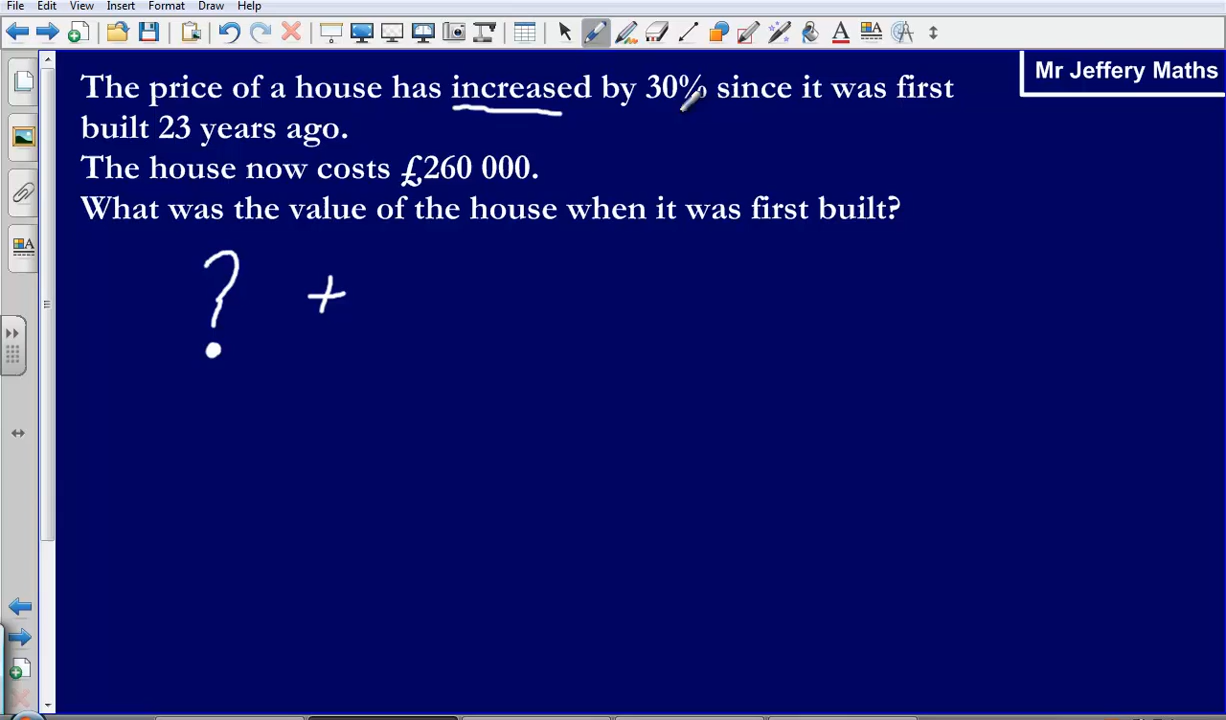 File Edit View Insert Format Draw Help
Mr Jeffery Maths
The price of a house has increased by 30% since it was first
built 23 years ago.
The house now costs £260 000.
What was the value of the house when it was first built?
? +